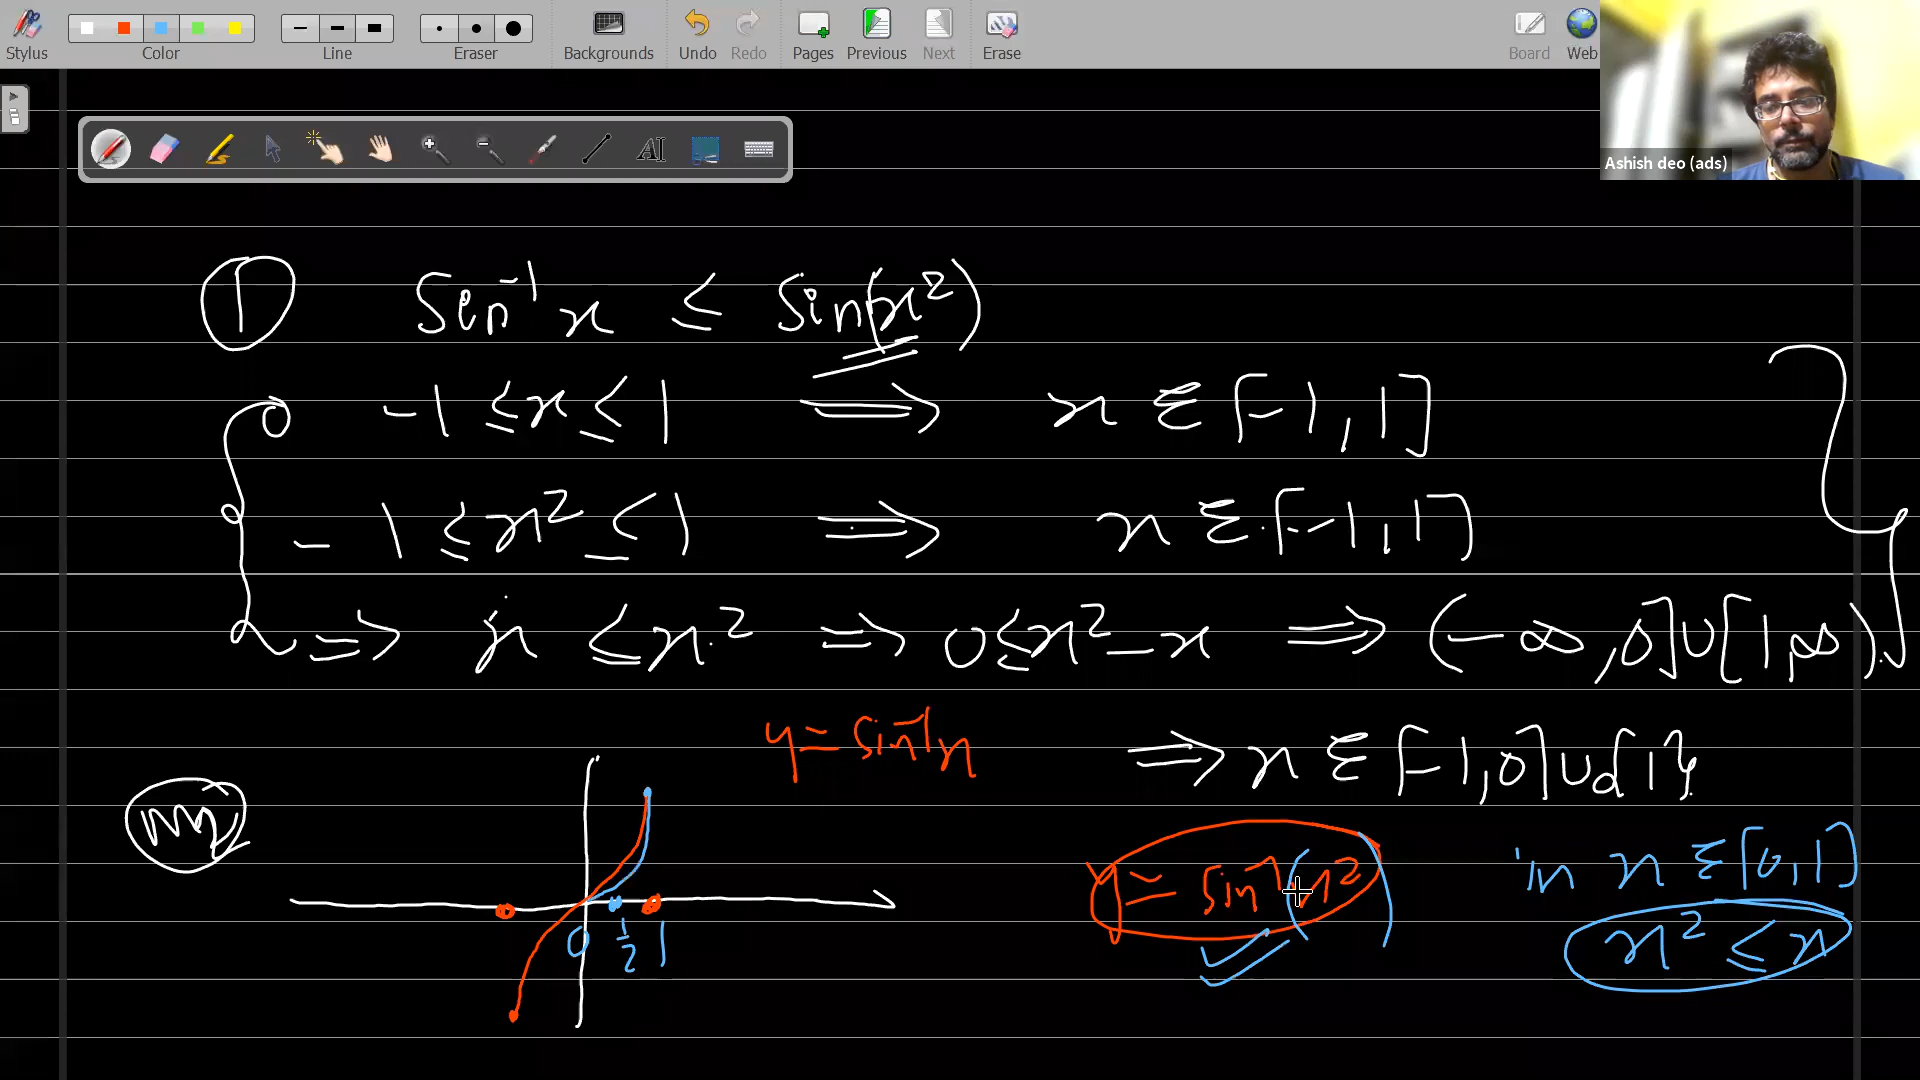 Stylus Color Line Eraser Backgrounds Undo Redo Pages Previous Next Erase Board Web
Ashish deo (ads)
① Sin⁻¹ x ≤ Sin(x²)
-1 ≤ x ≤ 1 ⟹ x ∈ [-1, 1]
-1 ≤ x² ≤ 1 ⟹ x ∈ [-1, 1]
⟹ x ≤ x² ⟹ 0 ≤ x² - x ⟹ (-∞, 0] ∪ [1, ∞)
y = sin⁻¹x
⟹ x ∈ [-1, 0] ∪ {1}
y = sin⁻¹(x²)
in x ∈ [0, 1]
x² ≤ x
0 1/2 1